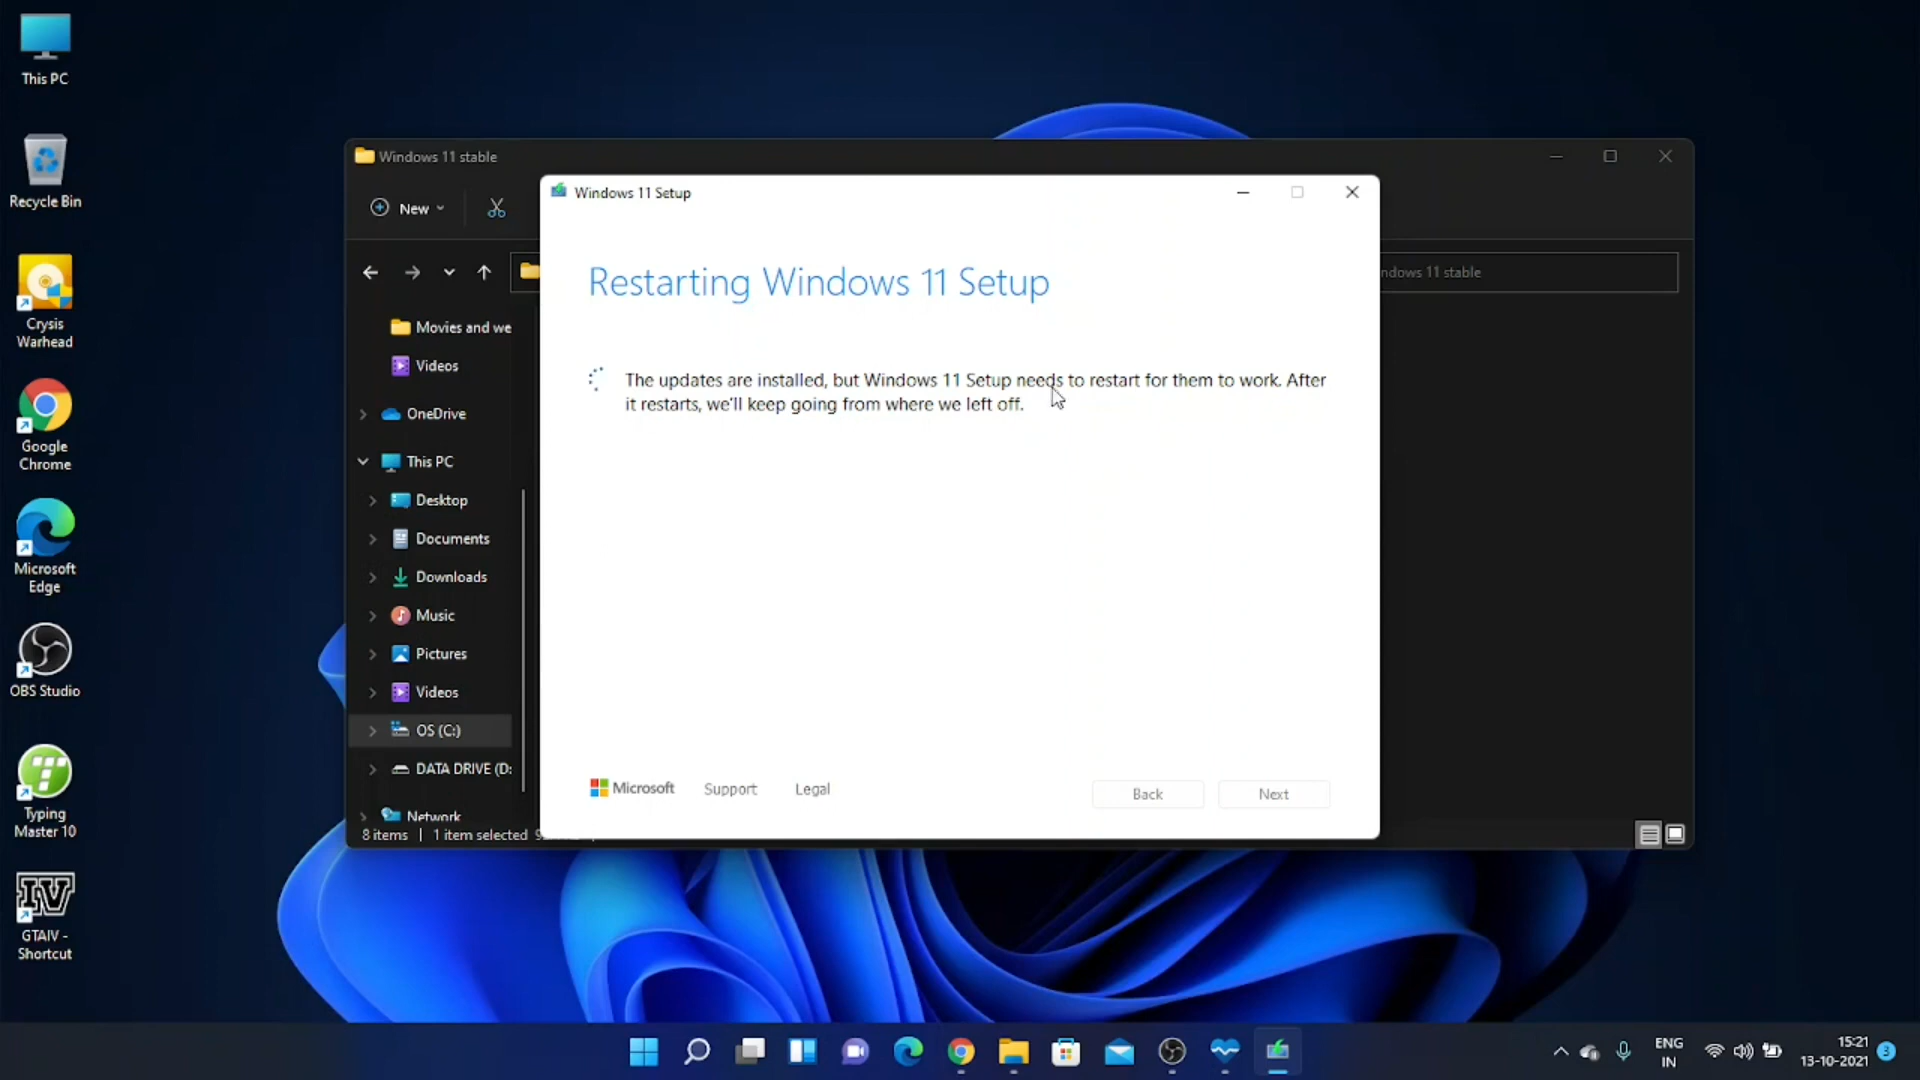 This PC
Recycle Bin
Crysis
Warhead
Google
Chrome
Microsoft
Edge
OBS Studio
Typing
Master 10
IV
GTAIV -
Shortcut
Windows 11 stable
New
ndows 11 stable
Movies and we
Videos
OneDrive
This PC
Desktop
Documents
Downloads
Music
Pictures
Videos
OS (C:)
DATA DRIVE (D:
Network
8 items | 1 item selected
Windows 11 Setup
Restarting Windows 11 Setup
The updates are installed, but Windows 11 Setup needs to restart for them to work. After
it restarts, we'll keep going from where we left off.
Microsoft Support Legal
Back Next
ENG
IN
15:21
13-10-2021
3